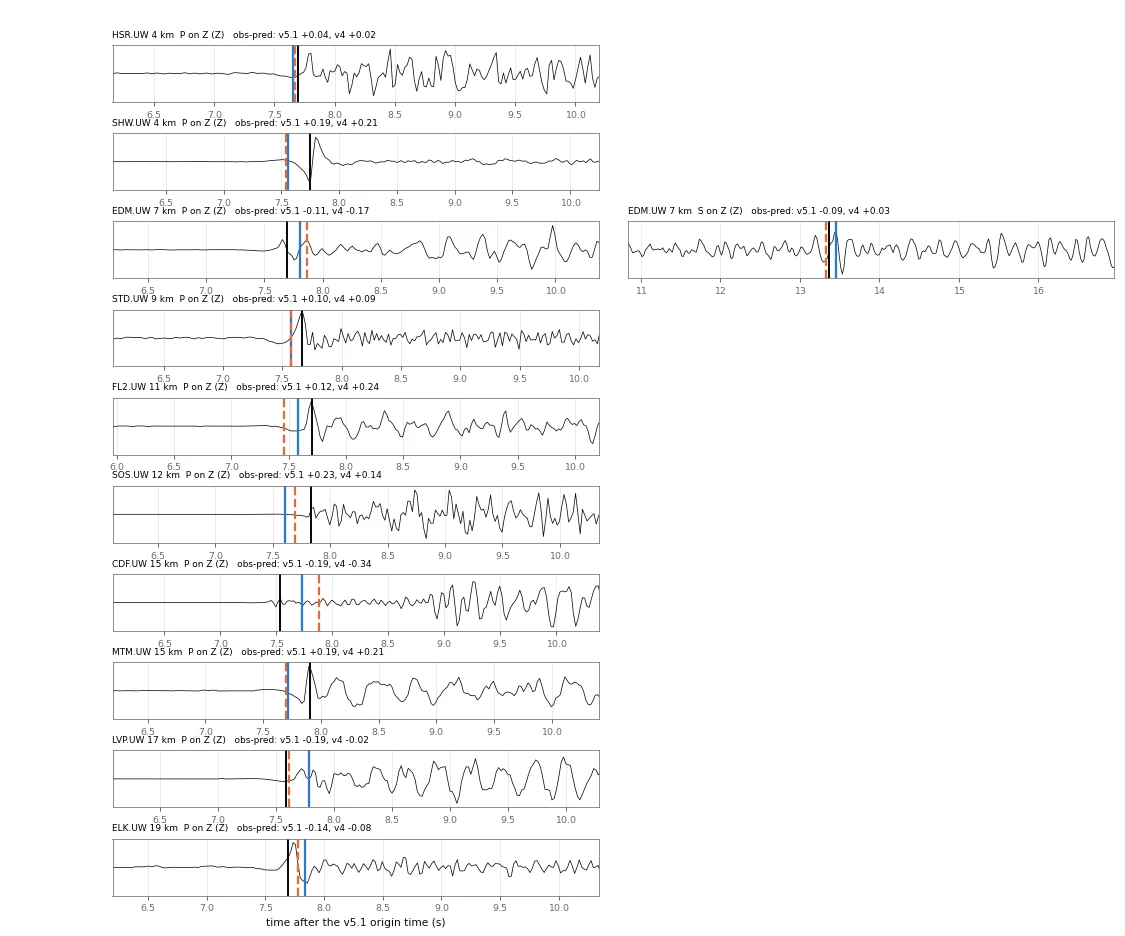 HSR.UW 4 km P on Z (Z) obs-pred: v5.1 +0.04, v4 +0.02
6.5 7.0 7.5 8.0 8.5 9.0 9.5 10.0
SHW.UW 4 km P on Z (Z) obs-pred: v5.1 +0.19, v4 +0.21
6.5 7.0 7.5 8.0 8.5 9.0 9.5 10.0
EDM.UW 7 km P on Z (Z) obs-pred: v5.1 -0.11, v4 -0.17
6.5 7.0 7.5 8.0 8.5 9.0 9.5 10.0
EDM.UW 7 km S on Z (Z) obs-pred: v5.1 -0.09, v4 +0.03
11 12 13 14 15 16
STD.UW 9 km P on Z (Z) obs-pred: v5.1 +0.10, v4 +0.09
6.5 7.0 7.5 8.0 8.5 9.0 9.5 10.0
FL2.UW 11 km P on Z (Z) obs-pred: v5.1 +0.12, v4 +0.24
6.0 6.5 7.0 7.5 8.0 8.5 9.0 9.5 10.0
SOS.UW 12 km P on Z (Z) obs-pred: v5.1 +0.23, v4 +0.14
6.5 7.0 7.5 8.0 8.5 9.0 9.5 10.0
CDF.UW 15 km P on Z (Z) obs-pred: v5.1 -0.19, v4 -0.34
6.5 7.0 7.5 8.0 8.5 9.0 9.5 10.0
MTM.UW 15 km P on Z (Z) obs-pred: v5.1 +0.19, v4 +0.21
6.5 7.0 7.5 8.0 8.5 9.0 9.5 10.0
LVP.UW 17 km P on Z (Z) obs-pred: v5.1 -0.19, v4 -0.02
6.5 7.0 7.5 8.0 8.5 9.0 9.5 10.0
ELK.UW 19 km P on Z (Z) obs-pred: v5.1 -0.14, v4 -0.08
6.5 7.0 7.5 8.0 8.5 9.0 9.5 10.0
time after the v5.1 origin time (s)